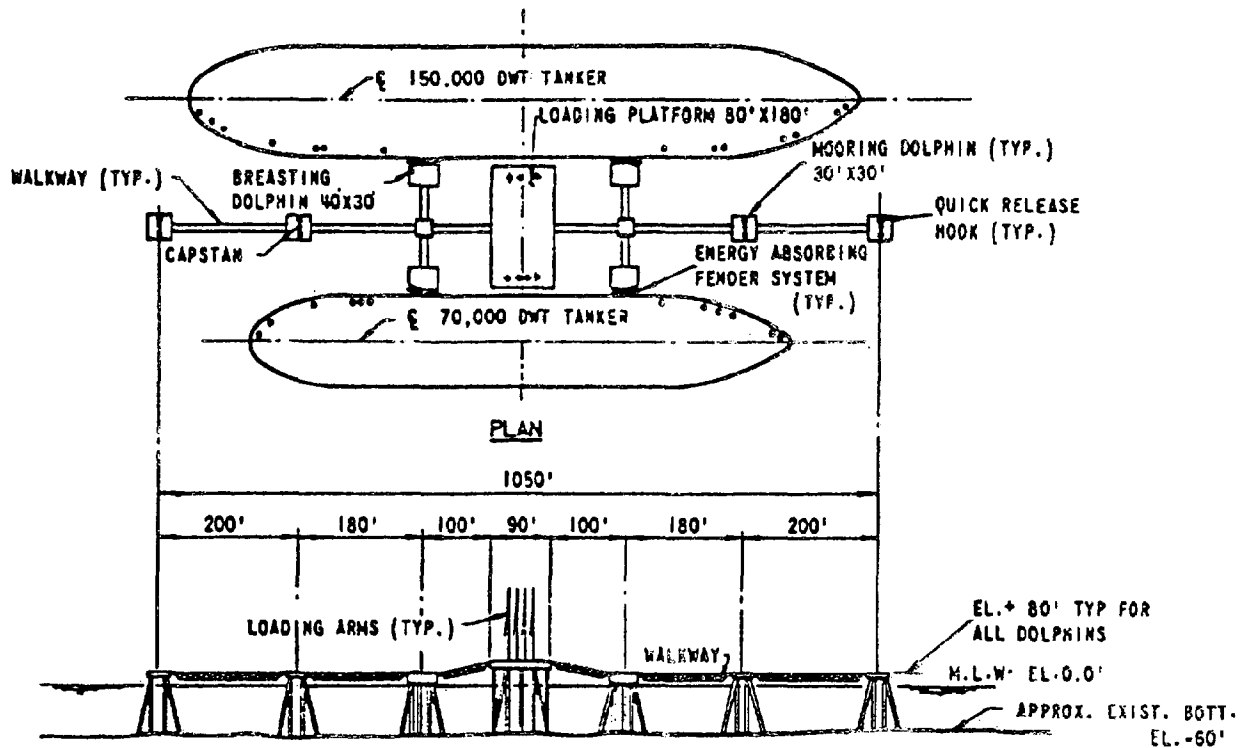 ℄ 150,000 DWT TANKER
LOADING PLATFORM 80'X180'
MOORING DOLPHIN (TYP.)
30'X30'
WALKWAY (TYP.)
BREASTING
DOLPHIN 40'X30'
QUICK RELEASE
HOOK (TYP.)
CAPSTAN
ENERGY ABSORBING
FENDER SYSTEM
(TYP.)
℄ 70,000 DWT TANKER
PLAN
1050'
200' 180' 100' 90' 100' 180' 200'
LOADING ARMS (TYP.)
EL.+ 80' TYP FOR
ALL DOLPHINS
WALKWAY
M.L.W. EL.0.0'
APPROX. EXIST. BOTT.
EL.-60'